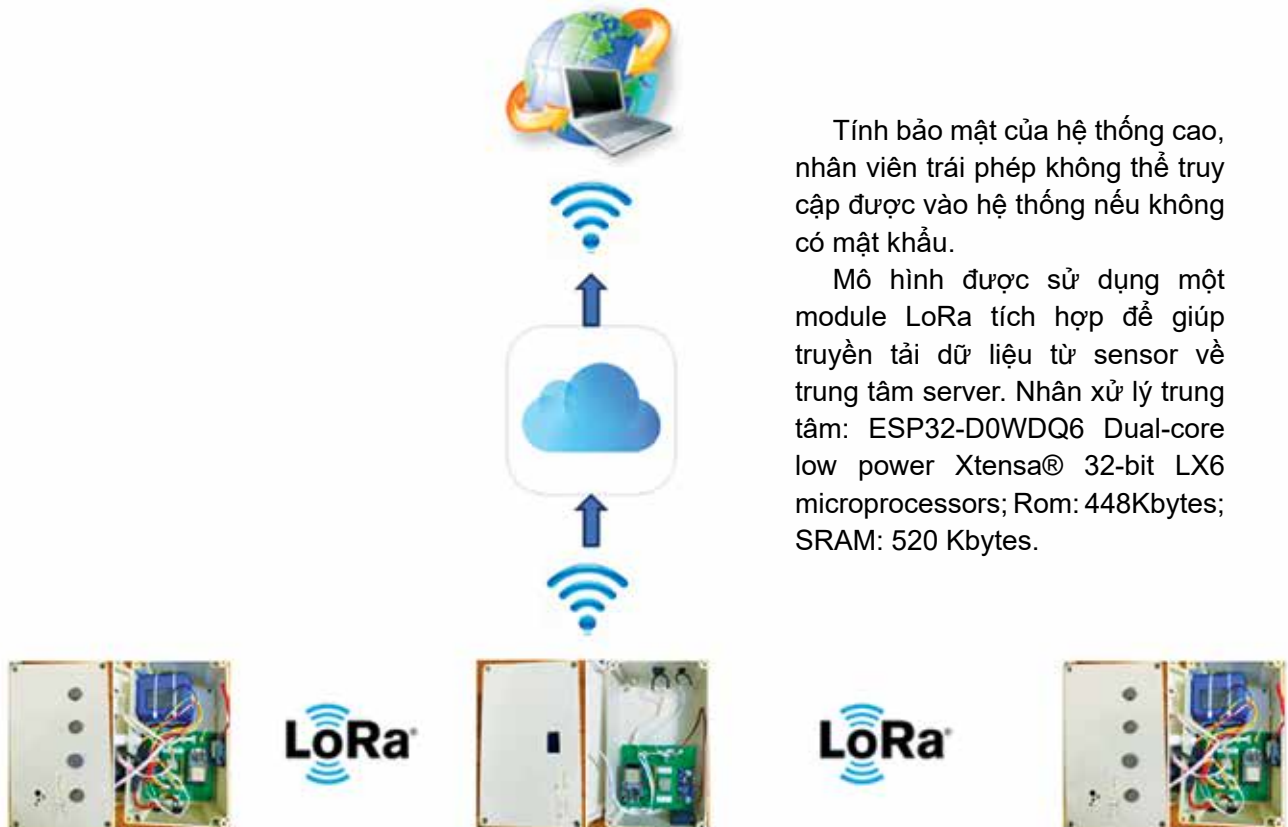 Tính bảo mật của hệ thống cao,
nhân viên trái phép không thể truy
cập được vào hệ thống nếu không
có mật khẩu.
Mô hình được sử dụng một
module LoRa tích hợp để giúp
truyền tải dữ liệu từ sensor về
trung tâm server. Nhân xử lý trung
tâm: ESP32-D0WDQ6 Dual-core
low power Xtensa® 32-bit LX6
microprocessors; Rom: 448Kbytes;
SRAM: 520 Kbytes.
LoRa®
LoRa®